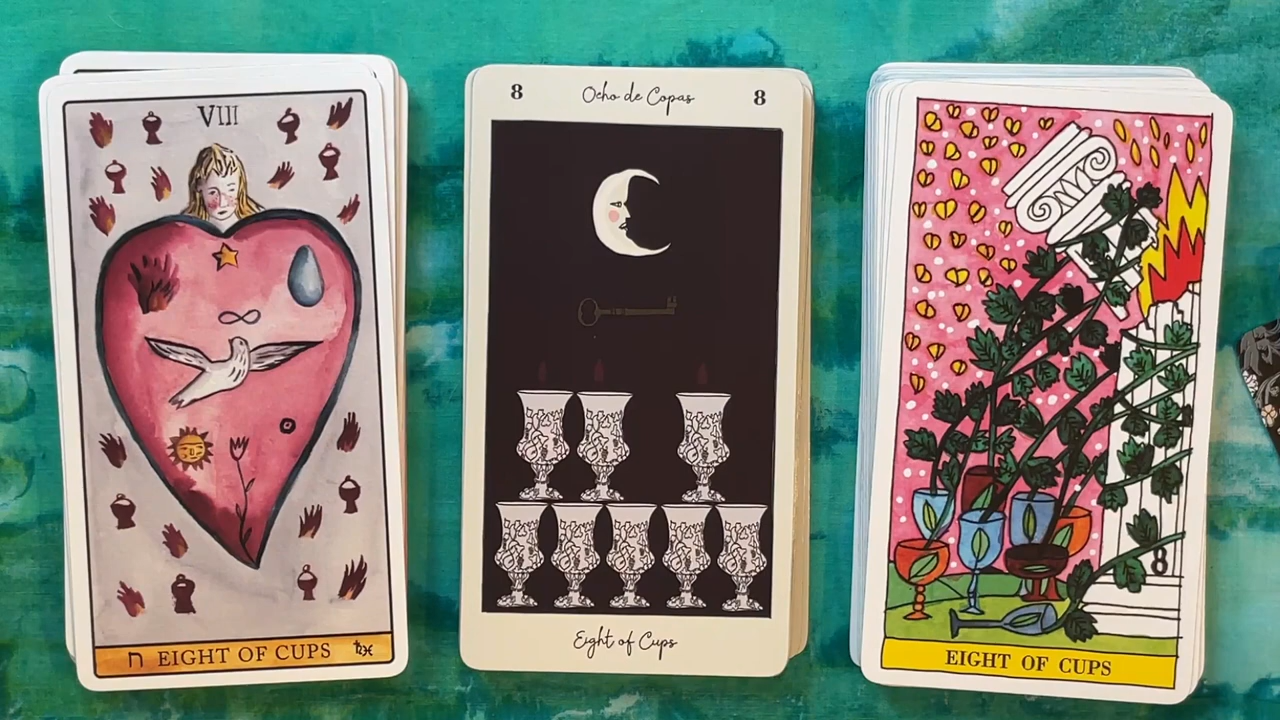 VIII
ח EIGHT OF CUPS ♄♓
8 Ocho de Copas 8
Eight of Cups
8
EIGHT OF CUPS